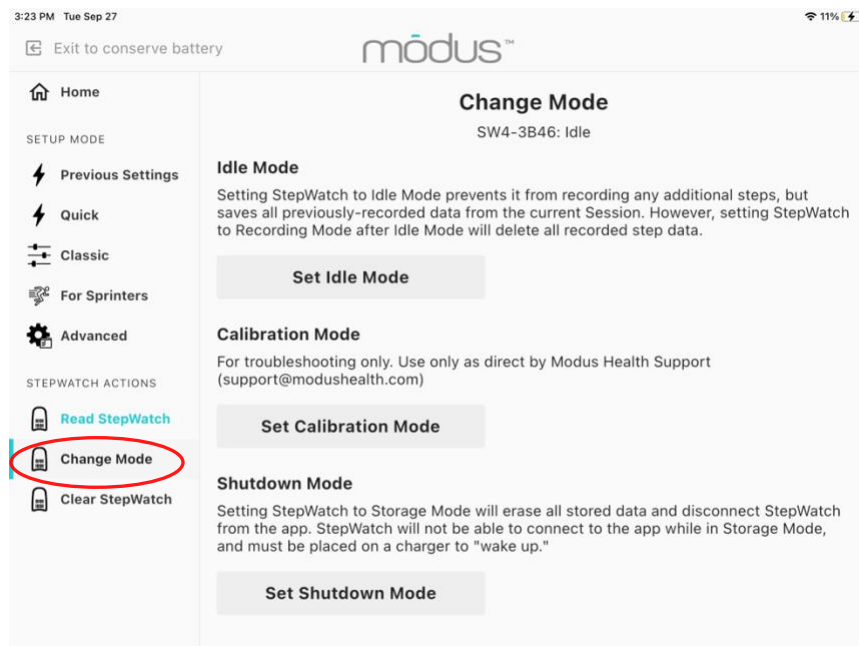 3:23 PM Tue Sep 27
11%
Exit to conserve battery
mōdus™
Home
SETUP MODE
Previous Settings
Quick
Classic
For Sprinters
Advanced
STEPWATCH ACTIONS
Read StepWatch
Change Mode
Clear StepWatch
Change Mode
SW4-3B46: Idle
Idle Mode
Setting StepWatch to Idle Mode prevents it from recording any additional steps, but
saves all previously-recorded data from the current Session. However, setting StepWatch
to Recording Mode after Idle Mode will delete all recorded step data.
Set Idle Mode
Calibration Mode
For troubleshooting only. Use only as direct by Modus Health Support
(support@modushealth.com)
Set Calibration Mode
Shutdown Mode
Setting StepWatch to Storage Mode will erase all stored data and disconnect StepWatch
from the app. StepWatch will not be able to connect to the app while in Storage Mode,
and must be placed on a charger to "wake up."
Set Shutdown Mode